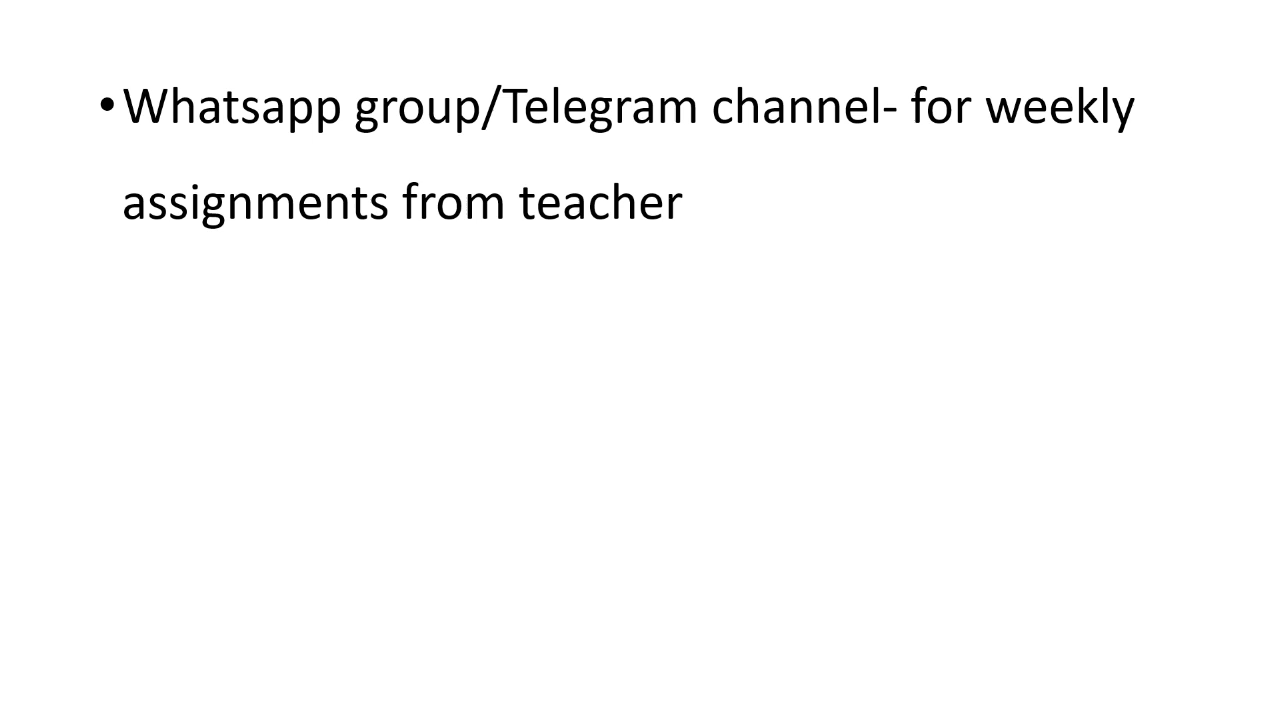 • Whatsapp group/Telegram channel- for weekly
assignments from teacher